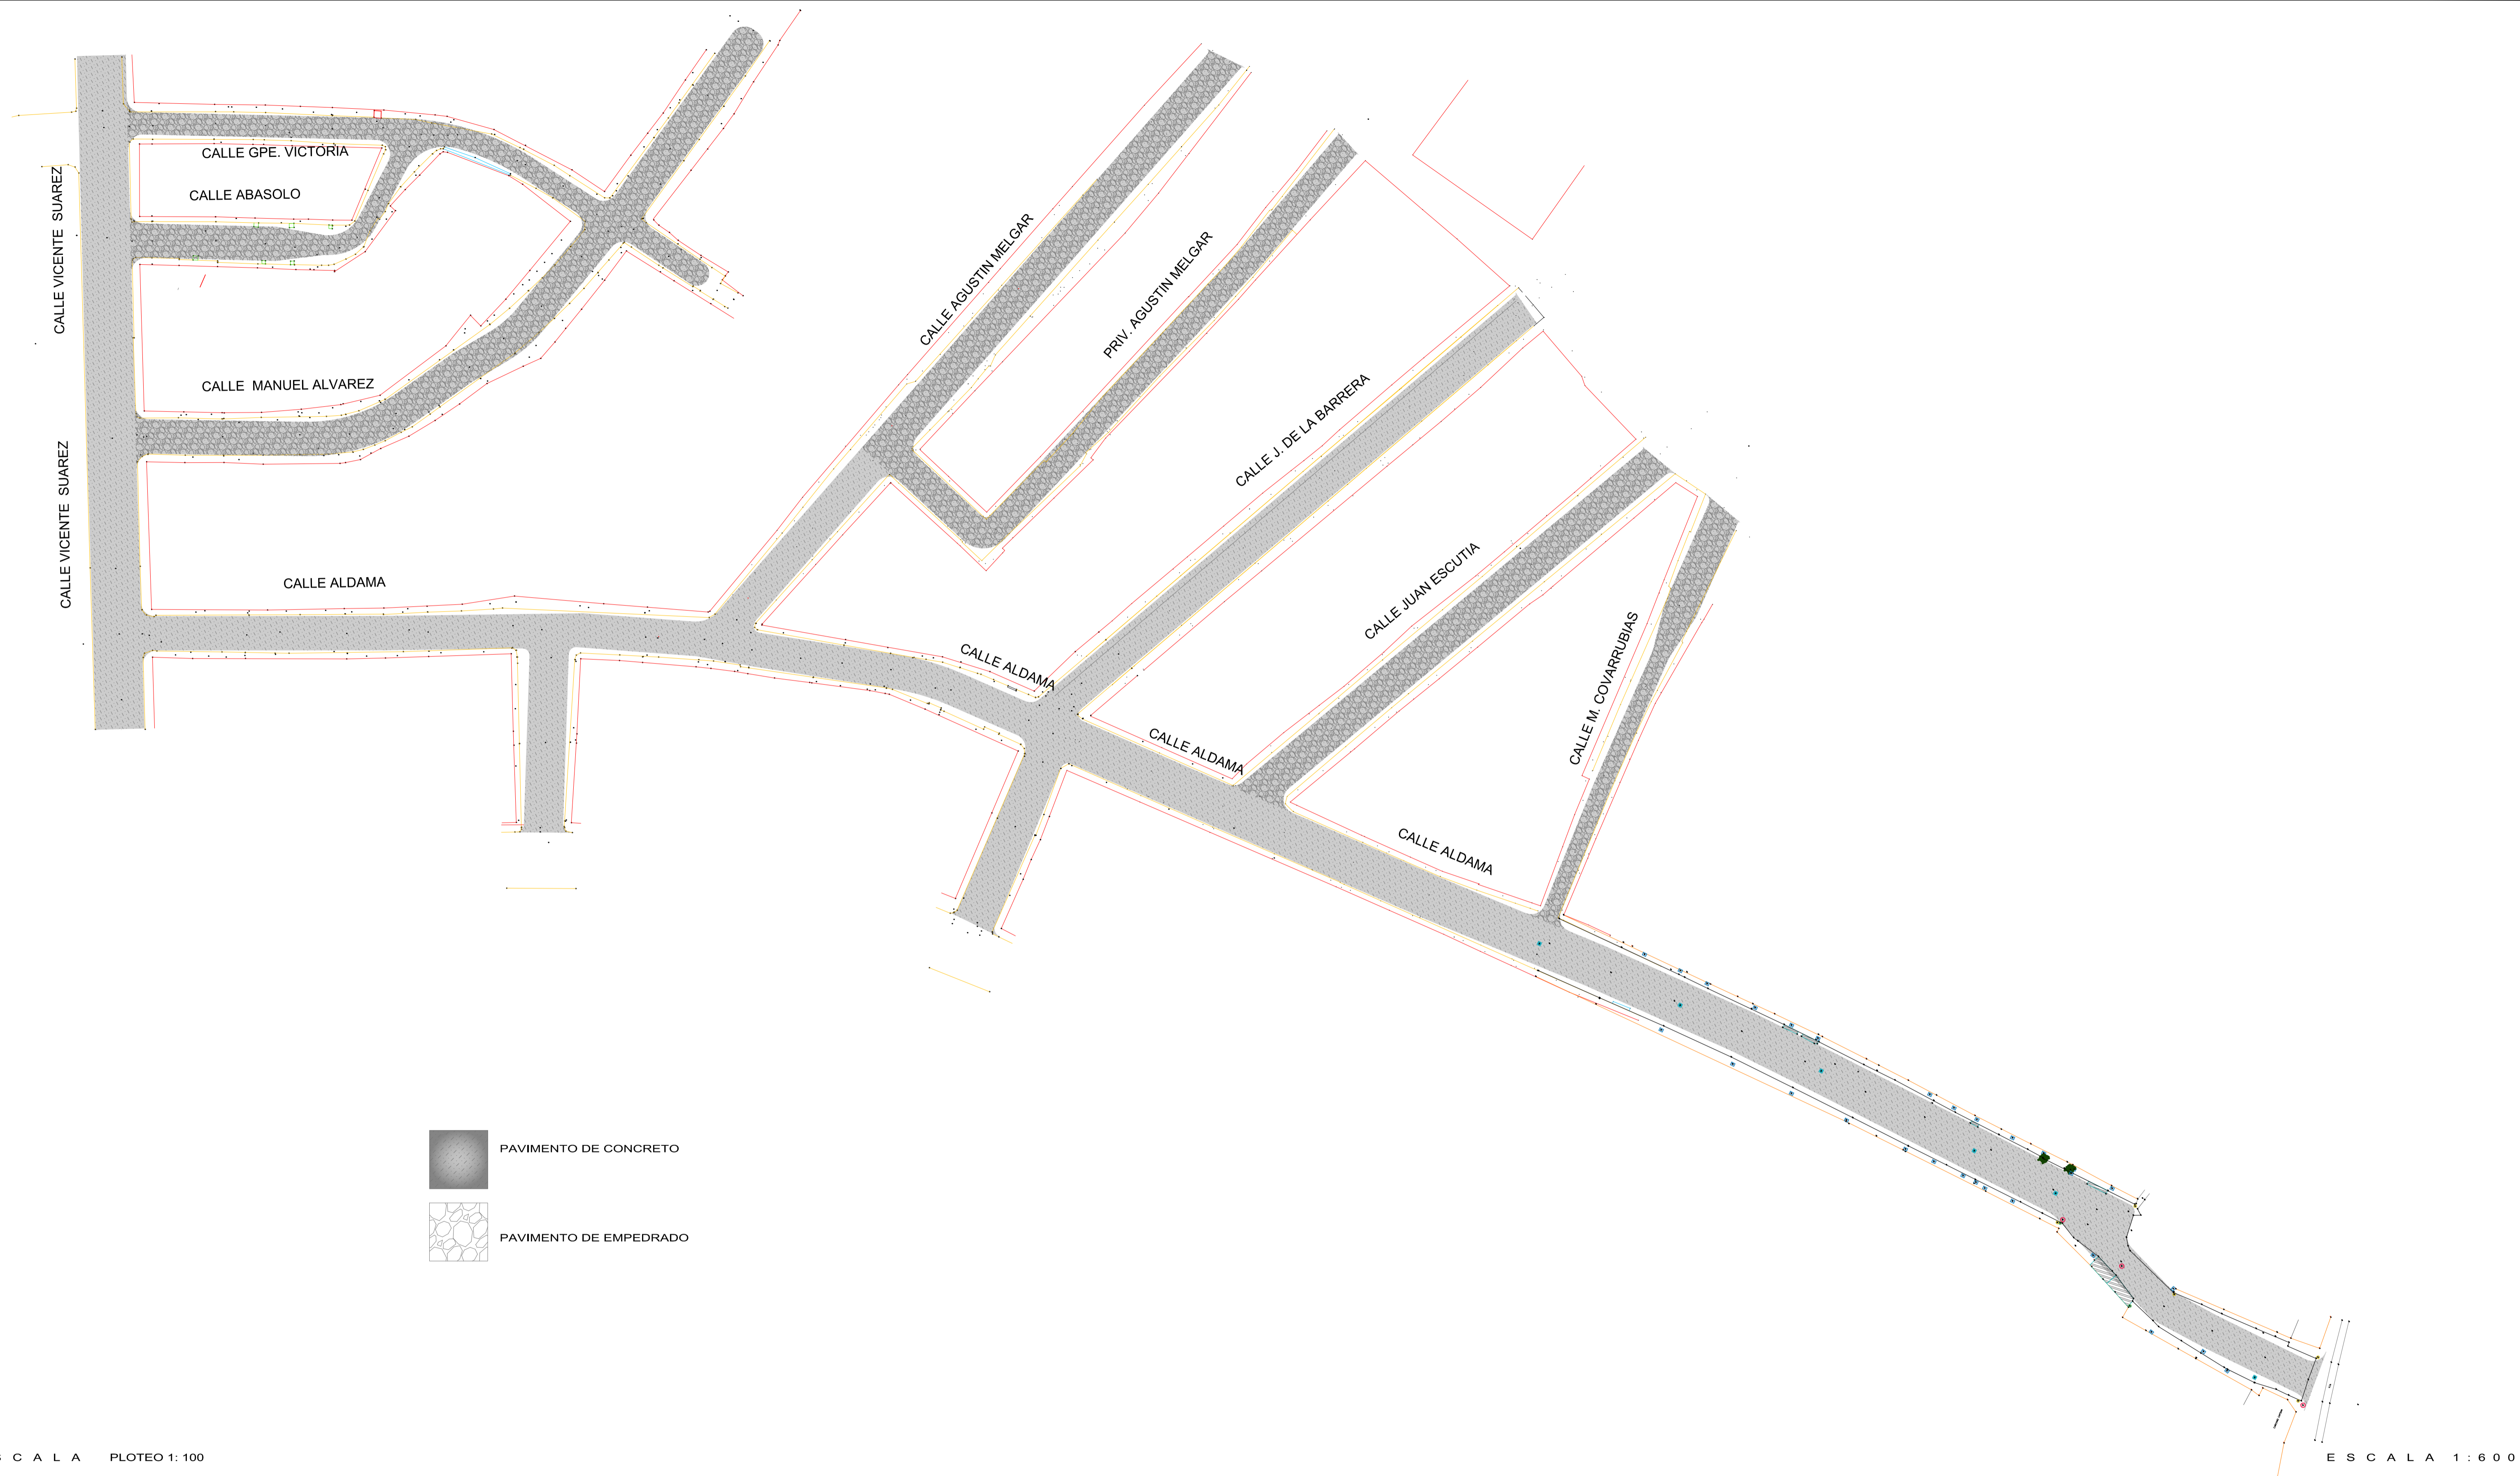 CALLE GPE. VICTORIA
CALLE ABASOLO
CALLE VICENTE SUAREZ
CALLE AGUSTIN MELGAR
PRIV. AGUSTIN MELGAR
CALLE MANUEL ALVAREZ
CALLE J. DE LA BARRERA
CALLE VICENTE SUAREZ
CALLE ALDAMA
CALLE JUAN ESCUTIA
CALLE M. COVARRUBIAS
CALLE ALDAMA
CALLE ALDAMA
CALLE ALDAMA
PAVIMENTO DE CONCRETO
PAVIMENTO DE EMPEDRADO
C A L A PLOTEO 1: 100
E S C A L A 1 : 6 0 0